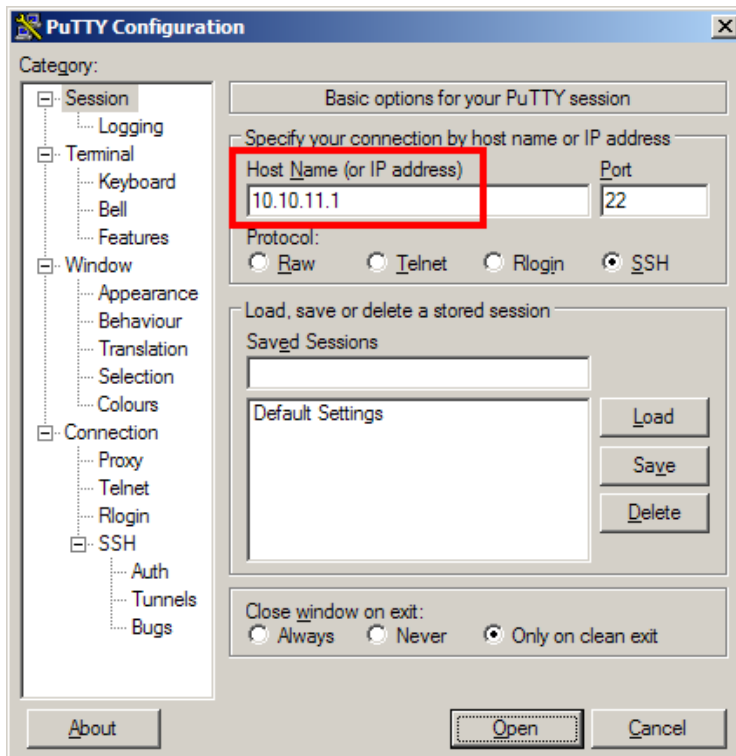 PuTTY Configuration
Category:
Session
Logging
Terminal
Keyboard
Bell
Features
Window
Appearance
Behaviour
Translation
Selection
Colours
Connection
Proxy
Telnet
Rlogin
SSH
Auth
Tunnels
Bugs
Basic options for your PuTTY session
Specify your connection by host name or IP address
Host Name (or IP address) Port
10.10.11.1 22
Protocol:
Raw Telnet Rlogin SSH
Load, save or delete a stored session
Saved Sessions
Default Settings
Load
Save
Delete
Close window on exit:
Always Never Only on clean exit
About Open Cancel